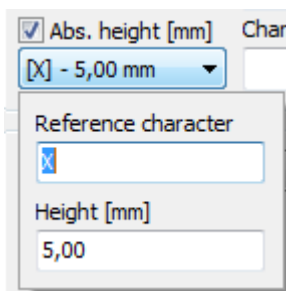 Abs. height [mm] Char
[X] - 5,00 mm
Reference character
X
Height [mm]
5,00